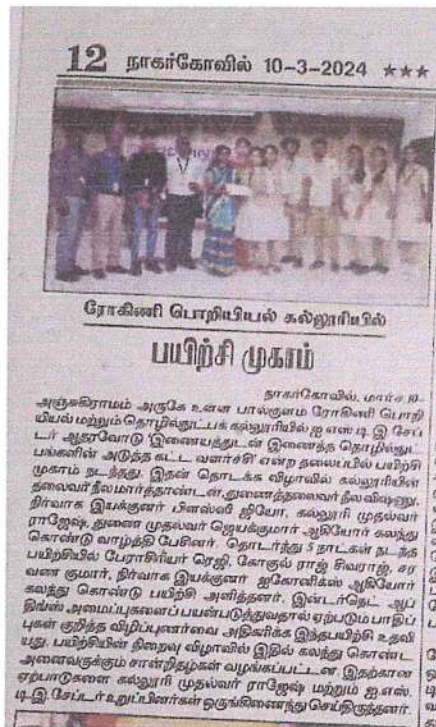 12 நாகர்கோவில் 10-3-2024 ★★★
ரோகிணி பொறியியல் கல்லூரியில்
பயிற்சி முகாம்
நாகர்கோவில், மார்ச் 10-
அஞ்சுகிராமம் அருகே உள்ள பால்குளம் ரோகிணி பொறி
யியல் மற்றும் தொழில்நுட்பக் கல்லூரியில் ஐ எஸ் டி இ சேப்
டர் ஆதரவோடு 'இணையத்துடன் இணைந்த தொழில்நுட்
பங்களின் அடுத்த கட்ட வளர்ச்சி' என்ற தலைப்பில் பயிற்சி
முகாம் நடந்தது. இதன் தொடக்க விழாவில் கல்லூரியின்
தலைவர் நீல மார்த்தாண்டன், துணைத்தலைவர் நீல விஷ்ணு,
நிர்வாக இயக்குனர் பிளஸ்ஸி ஜியோ, கல்லூரி முதல்வர்
ராஜேஷ், துணை முதல்வர் ஜெயக்குமார் ஆகியோர் கலந்து
கொண்டு வாழ்த்தி பேசினர். தொடர்ந்து 5 நாட்கள் நடந்த
பயிற்சியில் பேராசிரியர் ரெஜி, கோகுல் ராஜ் சிவராஜ், சர
வண குமார், நிர்வாக இயக்குனர் ஐகோனிக்ஸ் ஆகியோர்
கலந்து கொண்டு பயிற்சி அளித்தனர். இன்டர்நெட் ஆப்
திங்ஸ் அமைப்புகளைப் பயன்படுத்துவதால் ஏற்படும் பாதிப்
புகள் குறித்த விழிப்புணர்வை அதிகரிக்க இந்தபயிற்சி உதவி
யது. பயிற்சியின் நிறைவு விழாவில் இதில் கலந்து கொண்ட
அனைவருக்கும் சான்றிதழ்கள் வழங்கப்பட்டன. இதற்கான
ஏற்பாடுகளை கல்லூரி முதல்வர் ராஜேஷ் மற்றும் ஐ.எஸ்.
டி.இ. சேப்டர் உறுப்பினர்கள் ஒருங்கிணைந்து செய்திருந்தனர்.